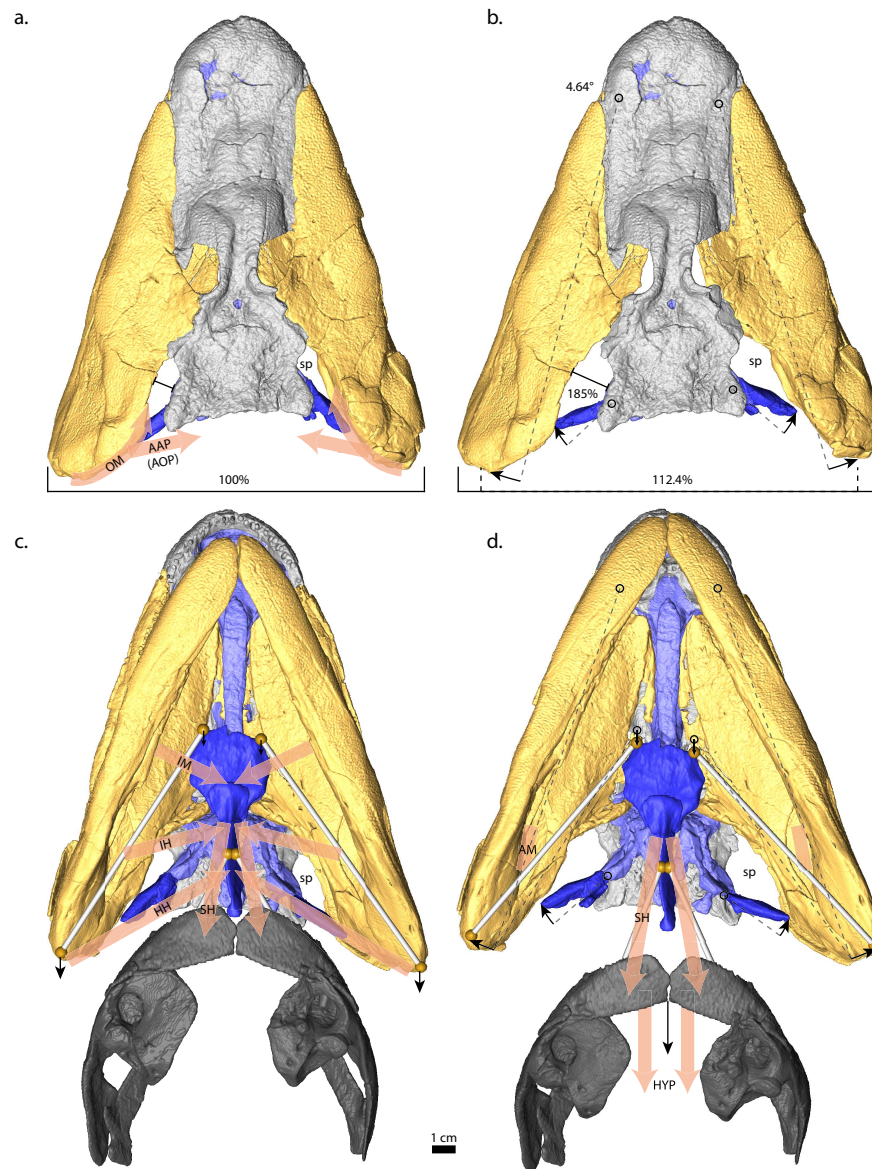 a.
b.
4.64°
sp
sp
185%
OM
AAP
(AOP)
100%
112.4%
c.
d.
IM
IH
sp
HH
SH
AM
sp
SH
HYP
1 cm